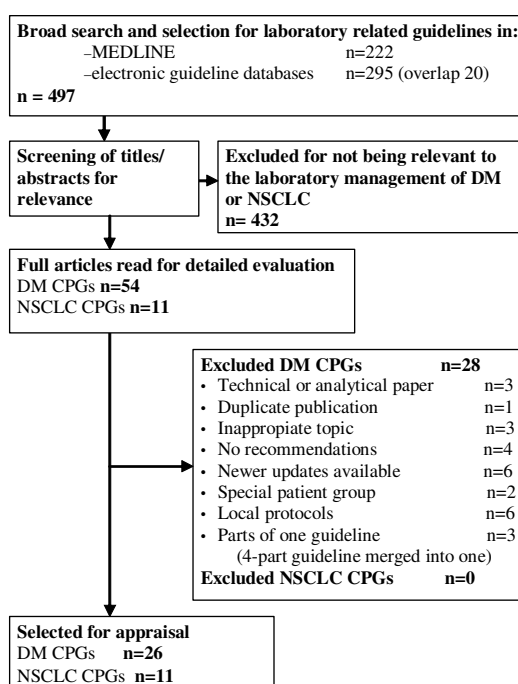 Broad search and selection for laboratory related guidelines in:
–MEDLINE n=222
–electronic guideline databases n=295 (overlap 20)
n = 497
Screening of titles/
abstracts for
relevance
Excluded for not being relevant to
the laboratory management of DM
or NSCLC
n= 432
Full articles read for detailed evaluation
DM CPGs n=54
NSCLC CPGs n=11
Excluded DM CPGs n=28
• Technical or analytical paper n=3
• Duplicate publication n=1
• Inappropiate topic n=3
• No recommendations n=4
• Newer updates available n=6
• Special patient group n=2
• Local protocols n=6
• Parts of one guideline n=3
(4-part guideline merged into one)
Excluded NSCLC CPGs n=0
Selected for appraisal
DM CPGs n=26
NSCLC CPGs n=11